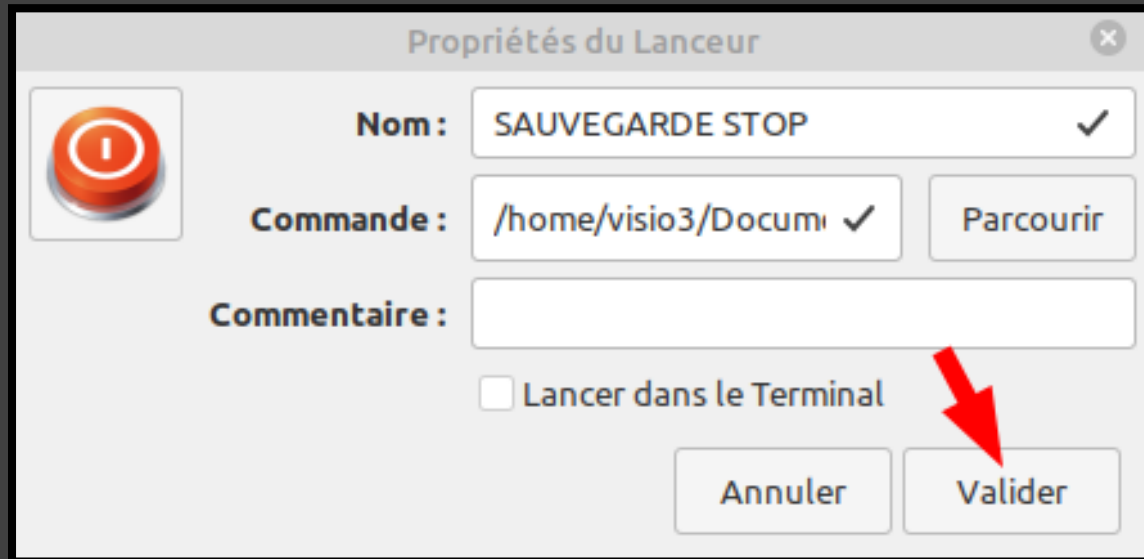 Propriétés du Lanceur
Nom : SAUVEGARDE STOP
Commande : /home/visio3/Docum Parcourir
Commentaire :
Lancer dans le Terminal
Annuler Valider